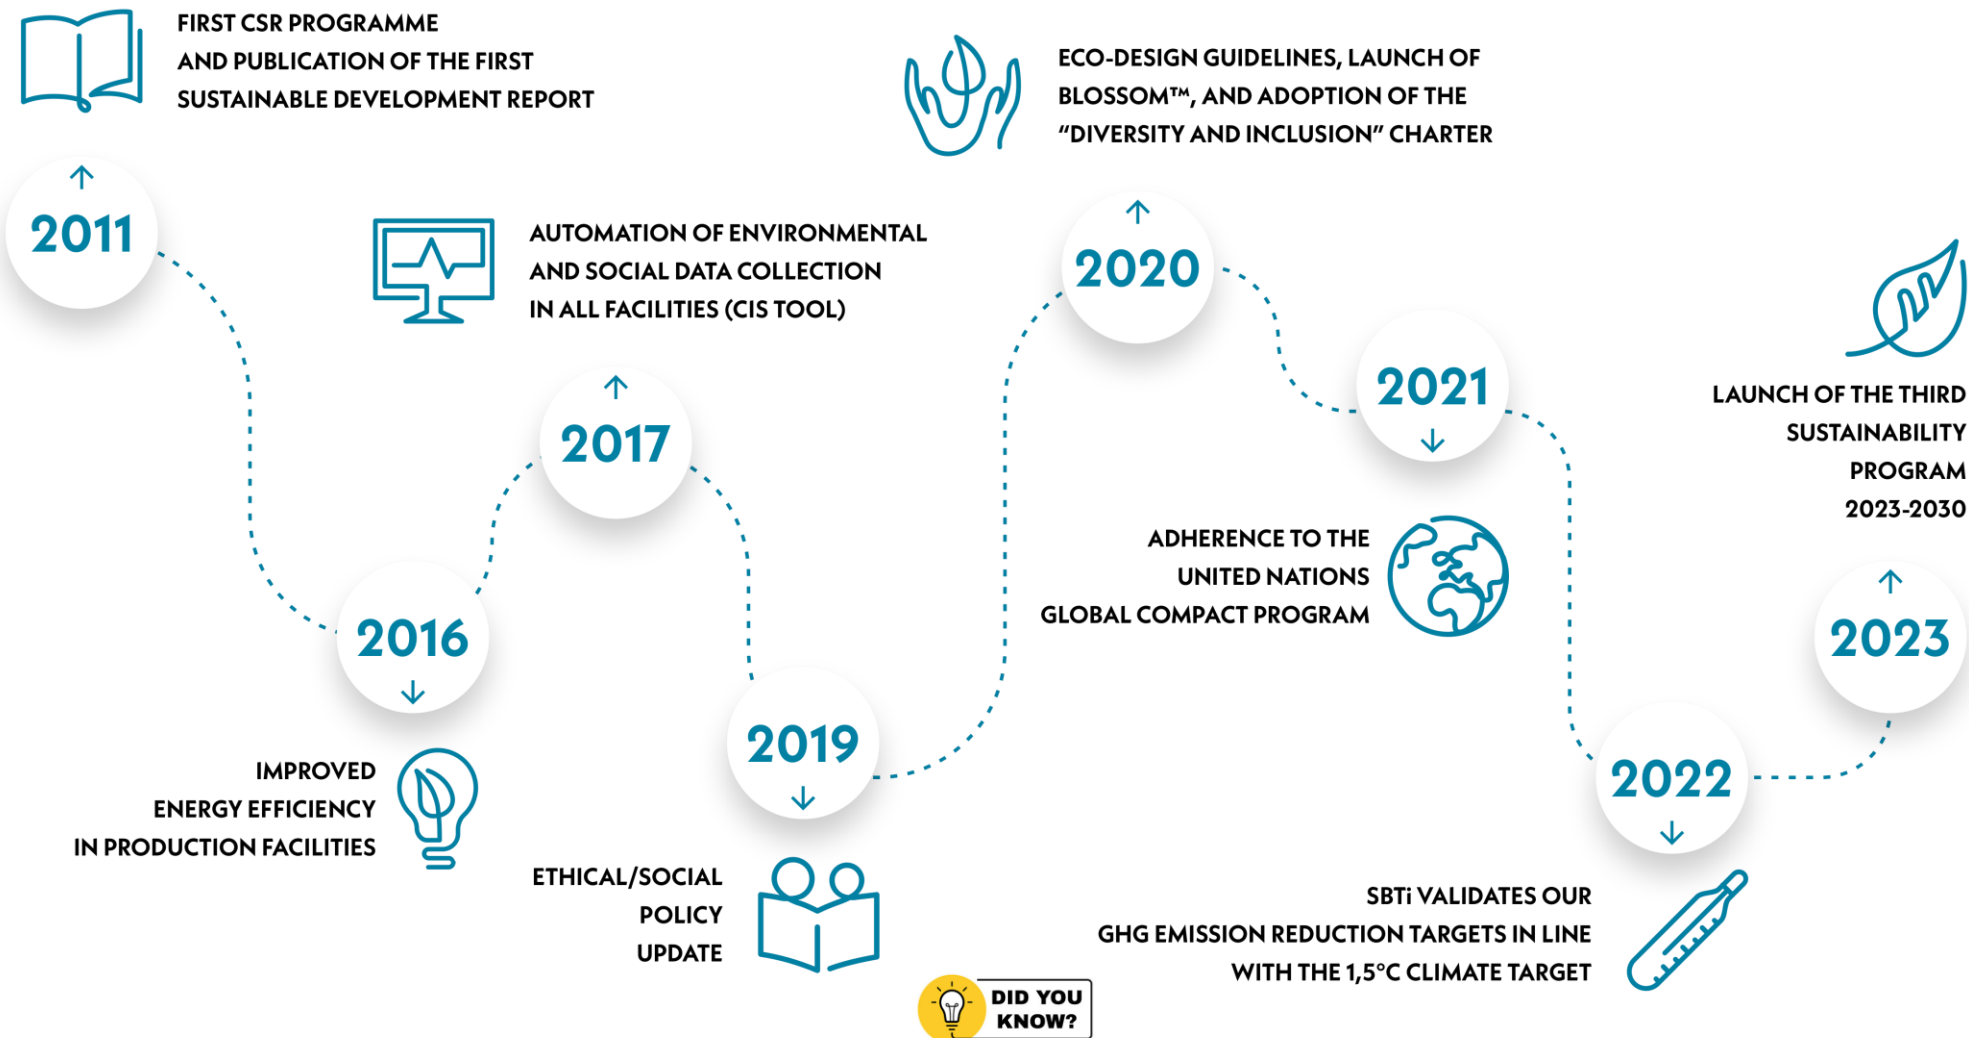 FIRST CSR PROGRAMME
AND PUBLICATION OF THE FIRST
SUSTAINABLE DEVELOPMENT REPORT
2011
2016
IMPROVED
ENERGY EFFICIENCY
IN PRODUCTION FACILITIES
AUTOMATION OF ENVIRONMENTAL
AND SOCIAL DATA COLLECTION
IN ALL FACILITIES (CIS TOOL)
2017
2019
ETHICAL/SOCIAL
POLICY
UPDATE
ECO-DESIGN GUIDELINES, LAUNCH OF
BLOSSOM™, AND ADOPTION OF THE
“DIVERSITY AND INCLUSION” CHARTER
2020
2021
ADHERENCE TO THE
UNITED NATIONS
GLOBAL COMPACT PROGRAM
2022
SBTi VALIDATES OUR
GHG EMISSION REDUCTION TARGETS IN LINE
WITH THE 1,5°C CLIMATE TARGET
LAUNCH OF THE THIRD
SUSTAINABILITY
PROGRAM
2023-2030
2023
DID YOU
KNOW?